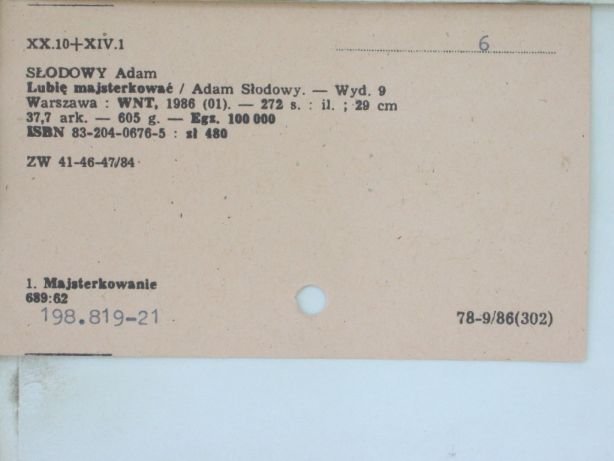 XX.10+XIV.1
6
SŁODOWY Adam
Lubię majsterkować / Adam Słodowy. — Wyd. 9
Warszawa : WNT, 1986 (01). — 272 s. : il. ; 29 cm
37,7 ark. — 605 g. — Egz. 100 000
ISBN 83-204-0676-5 : zł 480
ZW 41-46-47/84
1. Majsterkowanie
689:62
198.819-21
78-9/86(302)